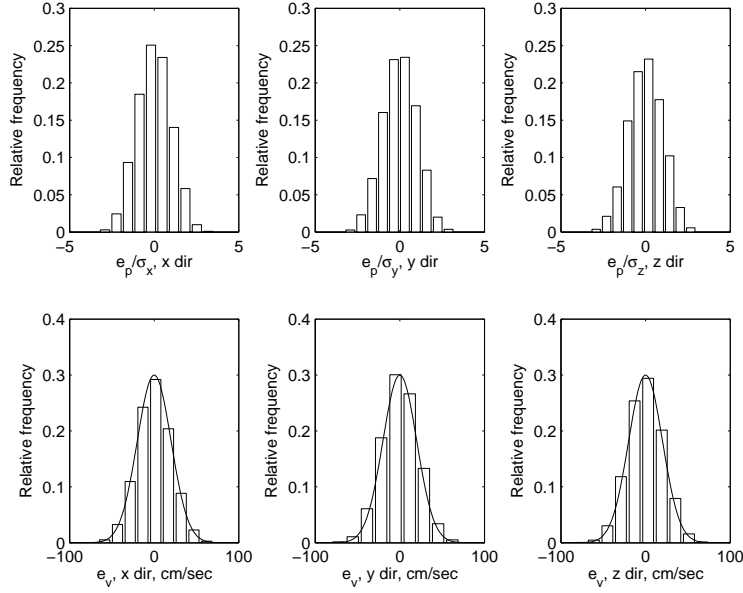 0.3
0.25
0.2
0.15
0.1
0.05
0
Relative frequency
−5 0 5
e_p/σ_x, x dir
0.3
0.25
0.2
0.15
0.1
0.05
0
Relative frequency
−5 0 5
e_p/σ_y, y dir
0.3
0.25
0.2
0.15
0.1
0.05
0
Relative frequency
−5 0 5
e_p/σ_z, z dir
0.4
0.3
0.2
0.1
0
Relative frequency
−100 0 100
e_v, x dir, cm/sec
0.4
0.3
0.2
0.1
0
Relative frequency
−100 0 100
e_v, y dir, cm/sec
0.4
0.3
0.2
0.1
0
Relative frequency
−100 0 100
e_v, z dir, cm/sec